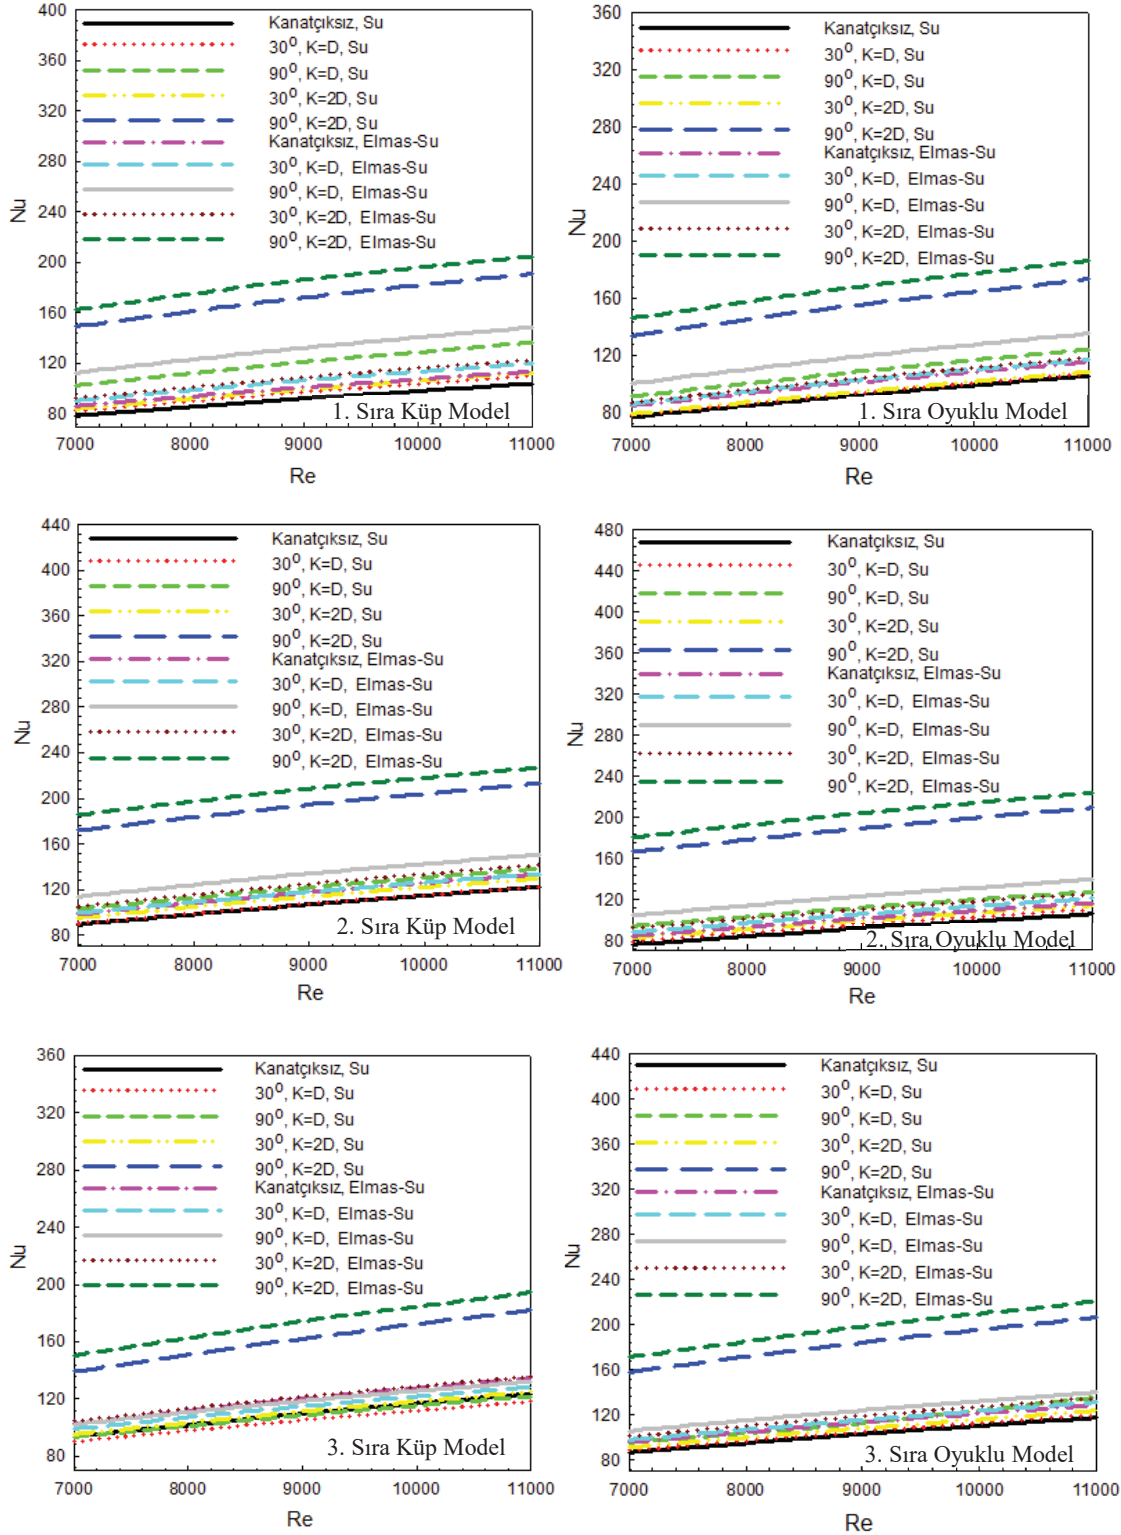 400
360
320
280
240
200
160
120
80
Nu
Kanatçıksız, Su
30⁰, K=D, Su
90⁰, K=D, Su
30⁰, K=2D, Su
90⁰, K=2D, Su
Kanatçıksız, Elmas-Su
30⁰, K=D, Elmas-Su
90⁰, K=D, Elmas-Su
30⁰, K=2D, Elmas-Su
90⁰, K=2D, Elmas-Su
1. Sıra Küp Model
7000 8000 9000 10000 11000
Re
360
320
280
240
200
160
120
80
Nu
Kanatçıksız, Su
30⁰, K=D, Su
90⁰, K=D, Su
30⁰, K=2D, Su
90⁰, K=2D, Su
Kanatçıksız, Elmas-Su
30⁰, K=D, Elmas-Su
90⁰, K=D, Elmas-Su
30⁰, K=2D, Elmas-Su
90⁰, K=2D, Elmas-Su
1. Sıra Oyuklu Model
7000 8000 9000 10000 11000
Re
440
400
360
320
280
240
200
160
120
80
Nu
Kanatçıksız, Su
30⁰, K=D, Su
90⁰, K=D, Su
30⁰, K=2D, Su
90⁰, K=2D, Su
Kanatçıksız, Elmas-Su
30⁰, K=D, Elmas-Su
90⁰, K=D, Elmas-Su
30⁰, K=2D, Elmas-Su
90⁰, K=2D, Elmas-Su
2. Sıra Küp Model
7000 8000 9000 10000 11000
Re
480
440
400
360
320
280
240
200
160
120
80
Nu
Kanatçıksız, Su
30⁰, K=D, Su
90⁰, K=D, Su
30⁰, K=2D, Su
90⁰, K=2D, Su
Kanatçıksız, Elmas-Su
30⁰, K=D, Elmas-Su
90⁰, K=D, Elmas-Su
30⁰, K=2D, Elmas-Su
90⁰, K=2D, Elmas-Su
2. Sıra Oyuklu Model
7000 8000 9000 10000 11000
Re
360
320
280
240
200
160
120
80
Nu
Kanatçıksız, Su
30⁰, K=D, Su
90⁰, K=D, Su
30⁰, K=2D, Su
90⁰, K=2D, Su
Kanatçıksız, Elmas-Su
30⁰, K=D, Elmas-Su
90⁰, K=D, Elmas-Su
30⁰, K=2D, Elmas-Su
90⁰, K=2D, Elmas-Su
3. Sıra Küp Model
7000 8000 9000 10000 11000
Re
440
400
360
320
280
240
200
160
120
80
Nu
Kanatçıksız, Su
30⁰, K=D, Su
90⁰, K=D, Su
30⁰, K=2D, Su
90⁰, K=2D, Su
Kanatçıksız, Elmas-Su
30⁰, K=D, Elmas-Su
90⁰, K=D, Elmas-Su
30⁰, K=2D, Elmas-Su
90⁰, K=2D, Elmas-Su
3. Sıra Oyuklu Model
7000 8000 9000 10000 11000
Re